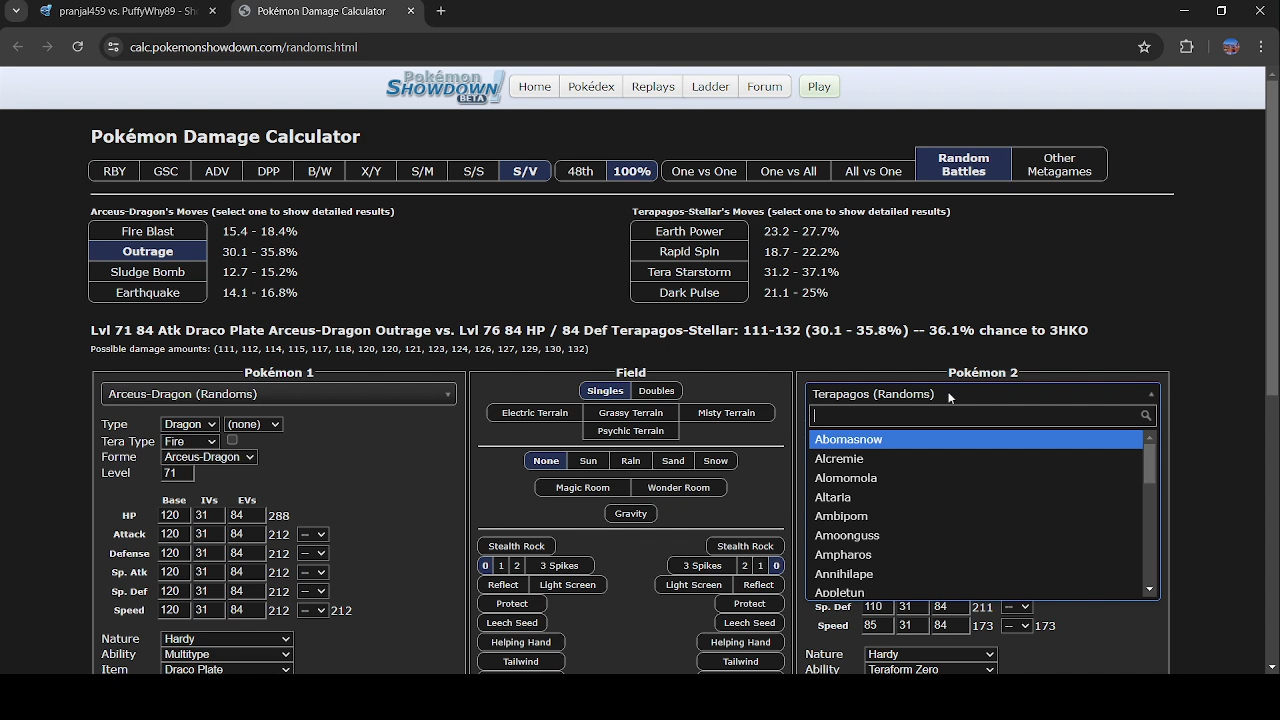 pranjal459 vs. PuffyWhy89 - Sh
Pokémon Damage Calculator
calc.pokemonshowdown.com/randoms.html
Pokémon SHOWDOWN! BETA
Home Pokédex Replays Ladder Forum Play
Pokémon Damage Calculator
RBY GSC ADV DPP B/W X/Y S/M S/S S/V 48th 100% One vs One One vs All All vs One Random Battles Other Metagames
Arceus-Dragon's Moves (select one to show detailed results)
Fire Blast 15.4 - 18.4%
Outrage 30.1 - 35.8%
Sludge Bomb 12.7 - 15.2%
Earthquake 14.1 - 16.8%
Terapagos-Stellar's Moves (select one to show detailed results)
Earth Power 23.2 - 27.7%
Rapid Spin 18.7 - 22.2%
Tera Starstorm 31.2 - 37.1%
Dark Pulse 21.1 - 25%
Lvl 71 84 Atk Draco Plate Arceus-Dragon Outrage vs. Lvl 76 84 HP / 84 Def Terapagos-Stellar: 111-132 (30.1 - 35.8%) -- 36.1% chance to 3HKO
Possible damage amounts: (111, 112, 114, 115, 117, 118, 120, 120, 121, 123, 124, 126, 127, 129, 130, 132)
Pokémon 1
Arceus-Dragon (Randoms)
Type Dragon (none)
Tera Type Fire
Forme Arceus-Dragon
Level 71
Base IVs EVs
HP 120 31 84 288
Attack 120 31 84 212 --
Defense 120 31 84 212 --
Sp. Atk 120 31 84 212 --
Sp. Def 120 31 84 212 --
Speed 120 31 84 212 -- 212
Nature Hardy
Ability Multitype
Item Draco Plate
Field
Singles Doubles
Electric Terrain Grassy Terrain Misty Terrain
Psychic Terrain
None Sun Rain Sand Snow
Magic Room Wonder Room
Gravity
Stealth Rock Stealth Rock
0 1 2 3 Spikes 3 Spikes 2 1 0
Reflect Light Screen Light Screen Reflect
Protect Protect
Leech Seed Leech Seed
Helping Hand Helping Hand
Tailwind Tailwind
Pokémon 2
Terapagos (Randoms)
Abomasnow
Alcremie
Alomomola
Altaria
Ambipom
Amoonguss
Ampharos
Annihilape
Appletun
Sp. Def 110 31 84 211 --
Speed 85 31 84 173 -- 173
Nature Hardy
Ability Teraform Zero